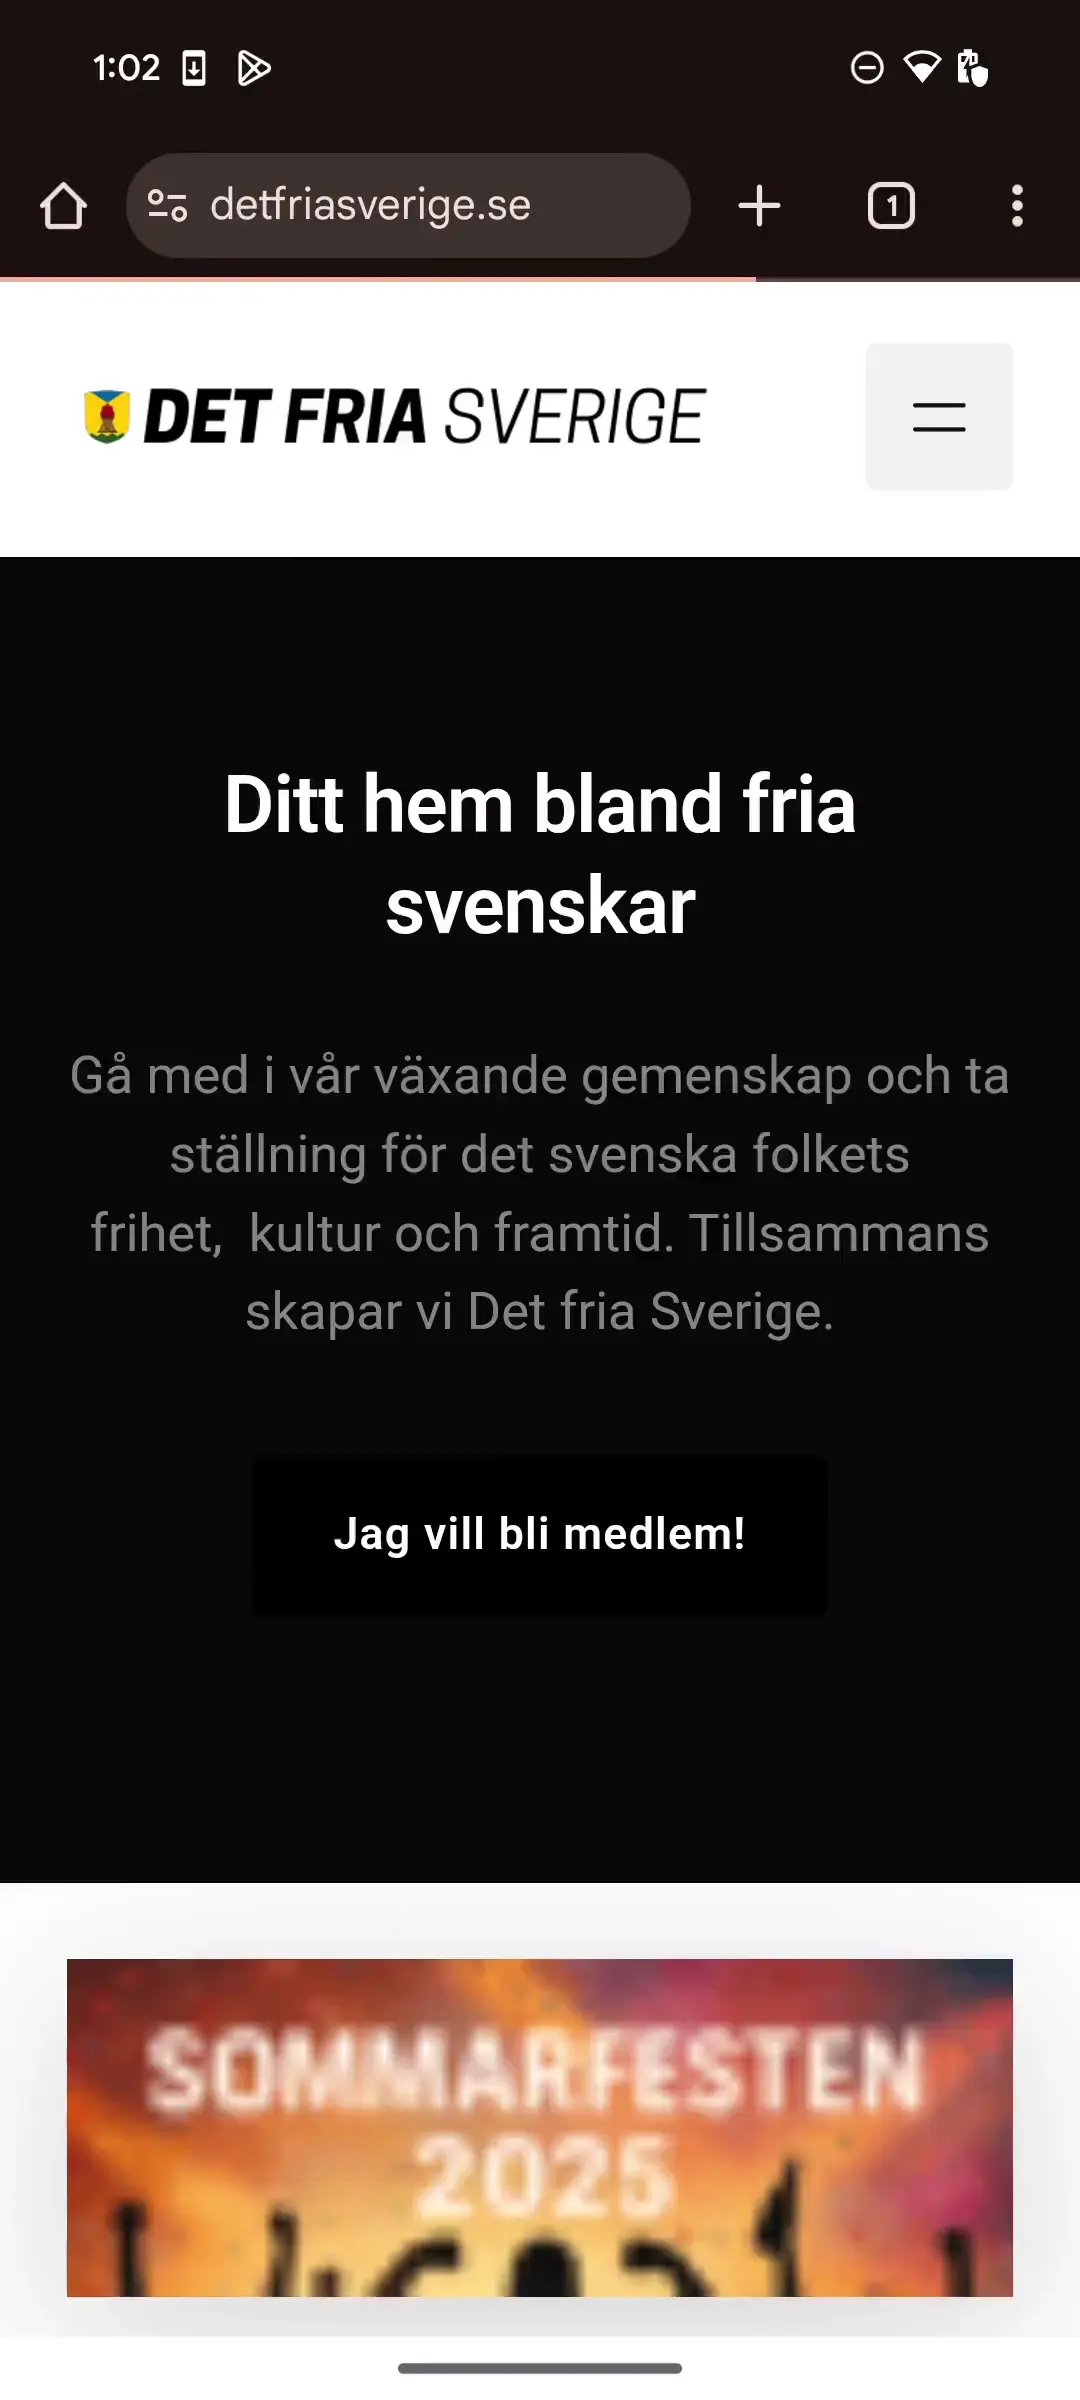 1:02
detfriasverige.se
1
DET FRIA SVERIGE
Ditt hem bland fria
svenskar
Gå med i vår växande gemenskap och ta
ställning för det svenska folkets
frihet,  kultur och framtid. Tillsammans
skapar vi Det fria Sverige.
Jag vill bli medlem!
SOMMARFESTEN
2025